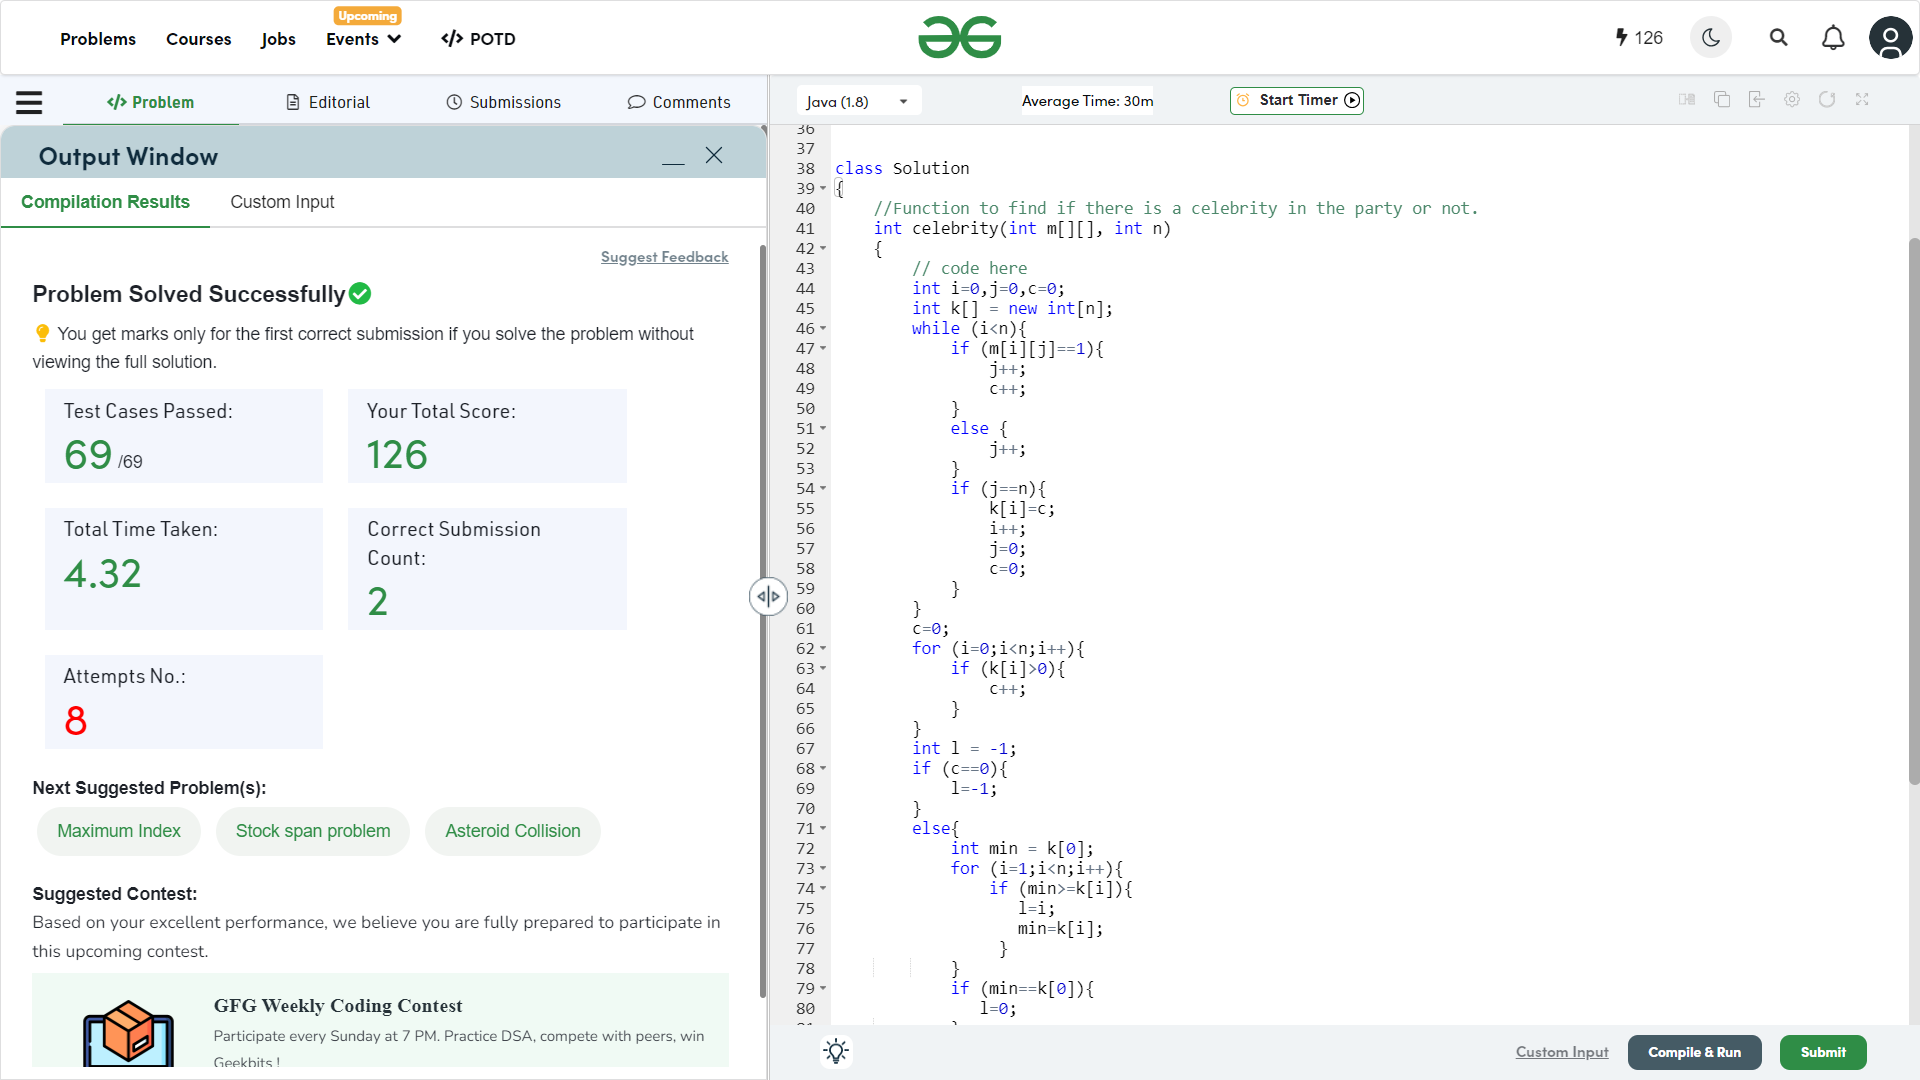 Problems
Courses
Jobs
Upcoming
Events
</> POTD
126
</> Problem
Editorial
Submissions
Comments
Java (1.8)
Average Time: 30m
Start Timer
Output Window
Compilation Results
Custom Input
Suggest Feedback
Problem Solved Successfully
You get marks only for the first correct submission if you solve the problem without
viewing the full solution.
Test Cases Passed:
69 /69
Your Total Score:
126
Total Time Taken:
4.32
Correct Submission
Count:
2
Attempts No.:
8
Next Suggested Problem(s):
Maximum Index
Stock span problem
Asteroid Collision
Suggested Contest:
Based on your excellent performance, we believe you are fully prepared to participate in
this upcoming contest.
GFG Weekly Coding Contest
Participate every Sunday at 7 PM. Practice DSA, compete with peers, win
Geekbits !
36
37
38 class Solution
39 {
40 //Function to find if there is a celebrity in the party or not.
41 int celebrity(int m[][], int n)
42 {
43 // code here
44 int i=0,j=0,c=0;
45 int k[] = new int[n];
46 while (i<n){
47 if (m[i][j]==1){
48 j++;
49 c++;
50 }
51 else {
52 j++;
53 }
54 if (j==n){
55 k[i]=c;
56 i++;
57 j=0;
58 c=0;
59 }
60 }
61 c=0;
62 for (i=0;i<n;i++){
63 if (k[i]>0){
64 c++;
65 }
66 }
67 int l = -1;
68 if (c==0){
69 l=-1;
70 }
71 else{
72 int min = k[0];
73 for (i=1;i<n;i++){
74 if (min>=k[i]){
75 l=i;
76 min=k[i];
77 }
78 }
79 if (min==k[0]){
80 l=0;
Custom Input
Compile & Run
Submit